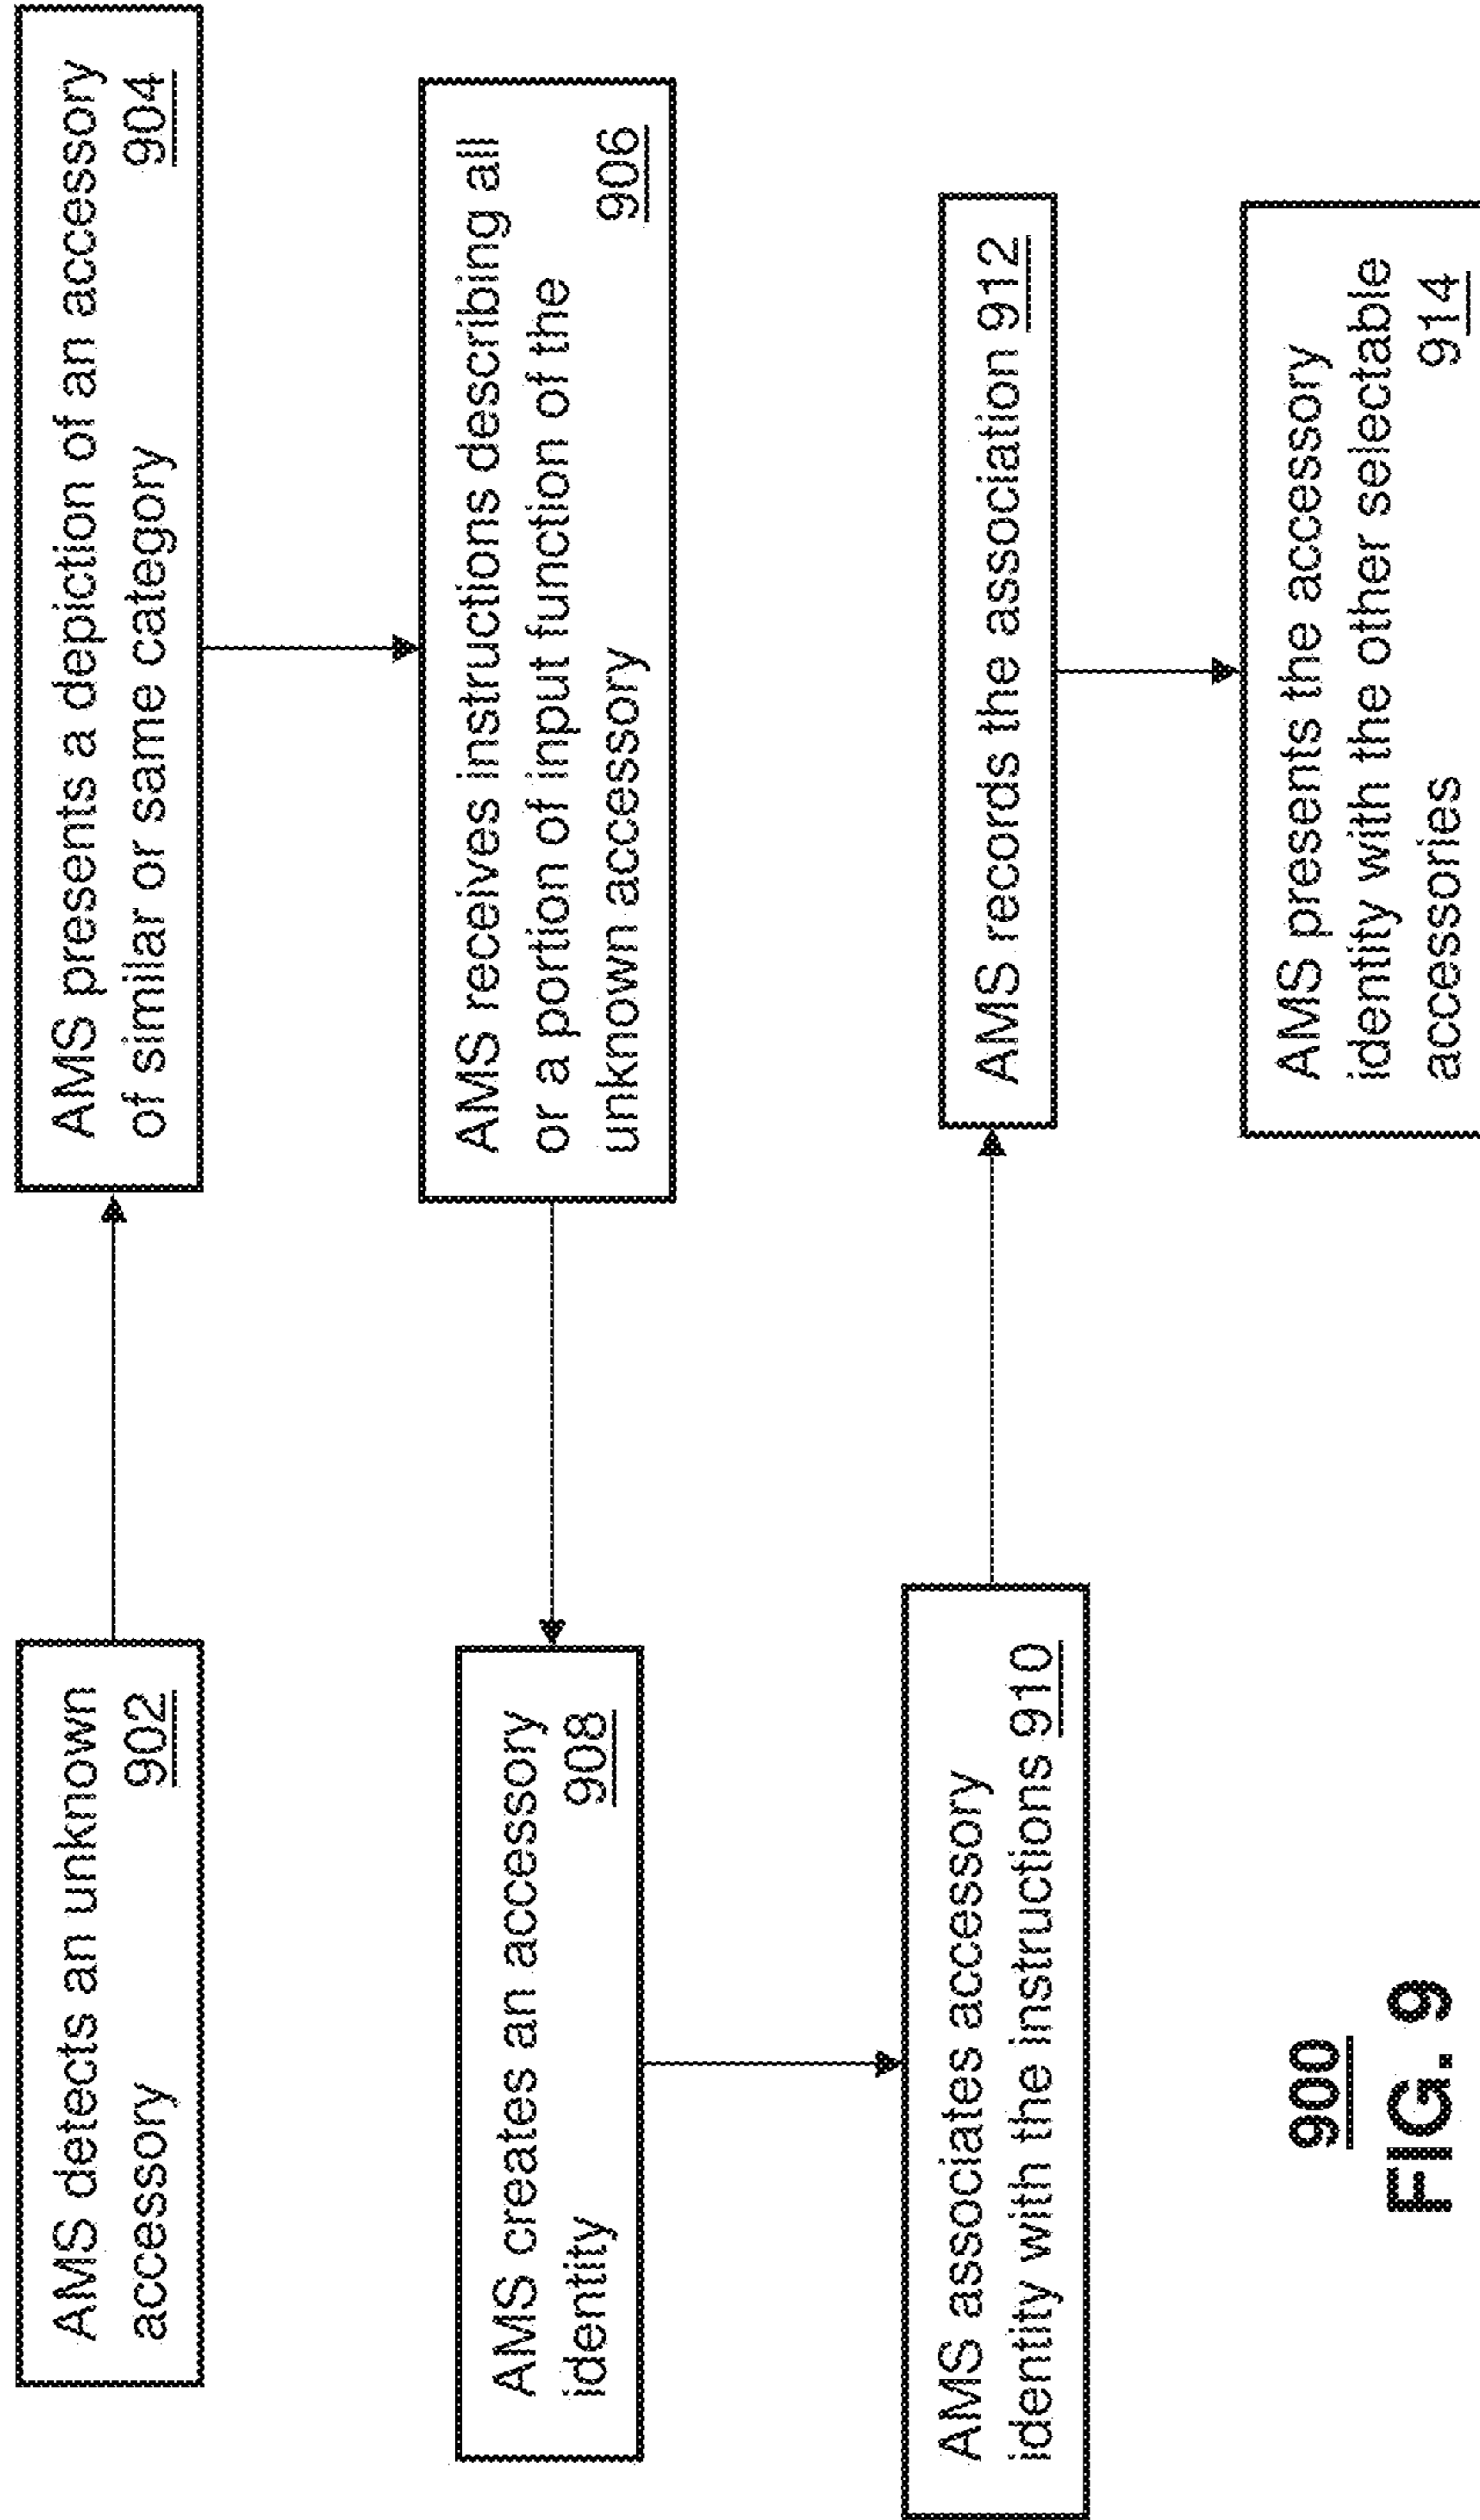 AMS detects an unknown
accessory 902
AMS presents a depiction of an accessory
of similar or same category 904
AMS receives instructions describing all
or a portion of input function of the
unknown accessory 906
AMS creates an accessory
identity 908
AMS associates accessory
identity with the instructions 910
AMS records the association 912
AMS presents the accessory
identity with the other selectable
accessories 914
900
FIG. 9